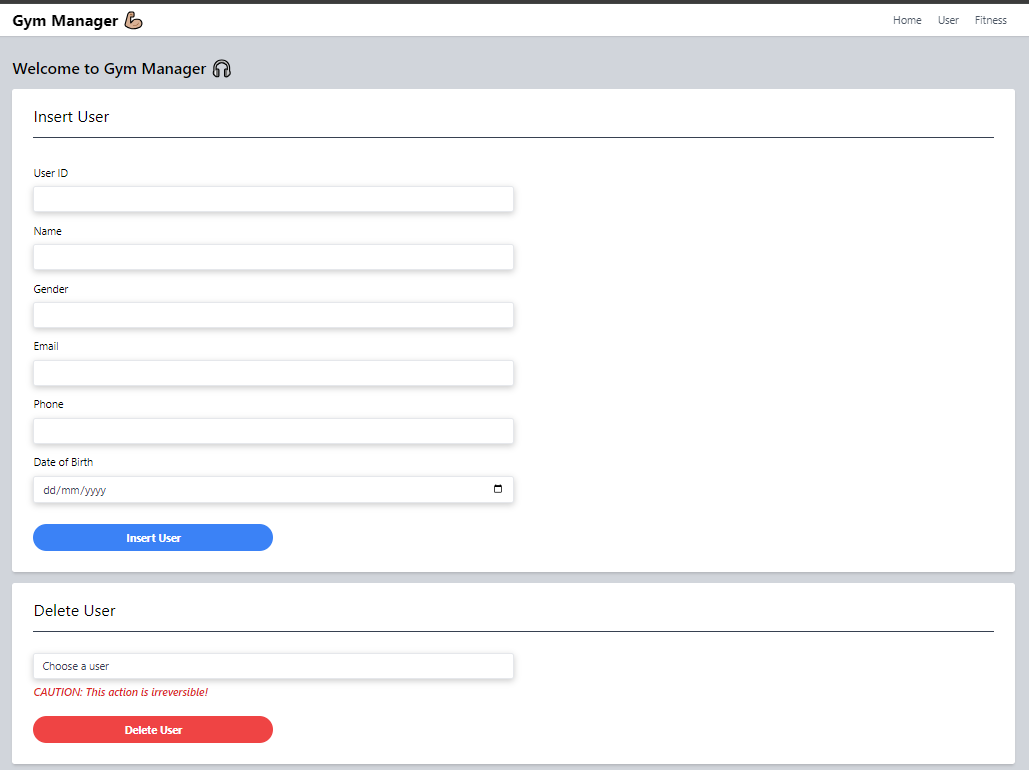 Gym Manager 💪🏼
Home User Fitness
Welcome to Gym Manager 🎧
Insert User
User ID
Name
Gender
Email
Phone
Date of Birth
dd/mm/yyyy
Insert User
Delete User
Choose a user
CAUTION: This action is irreversible!
Delete User